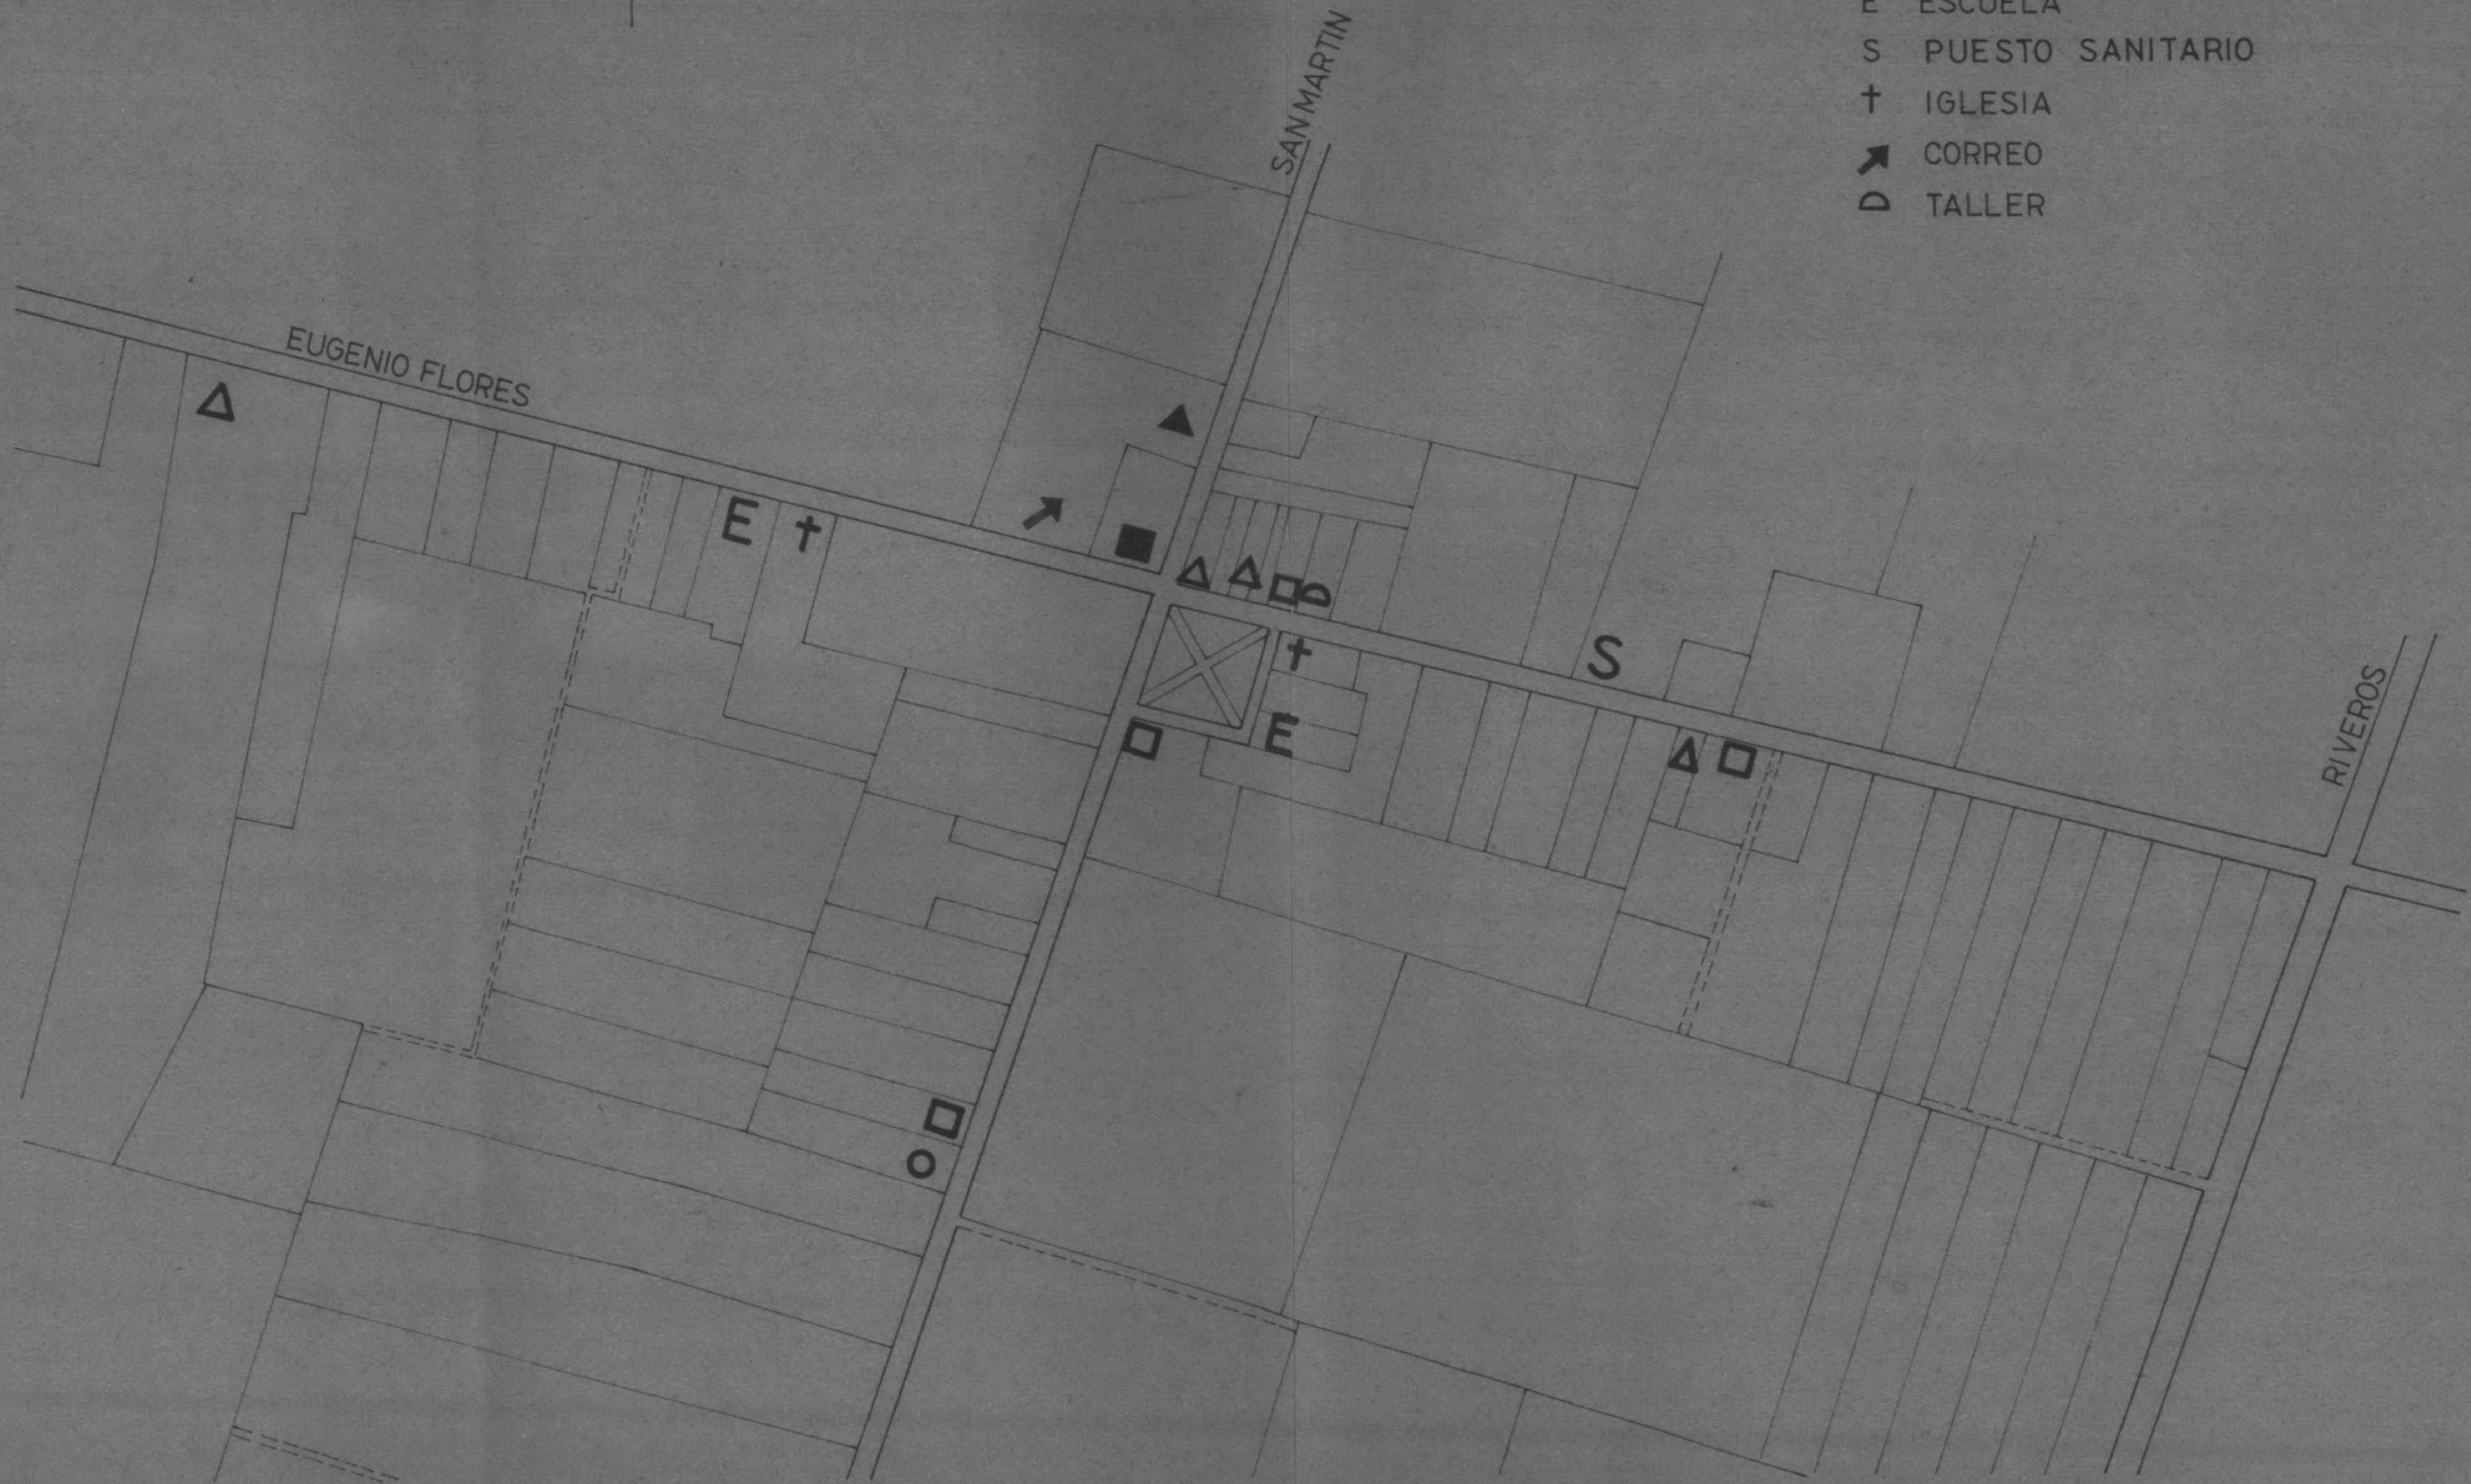 E ESCUELA
S PUESTO SANITARIO
† IGLESIA
CORREO
TALLER
SAN MARTIN
EUGENIO FLORES
RIVEROS
E
†
S
†
E